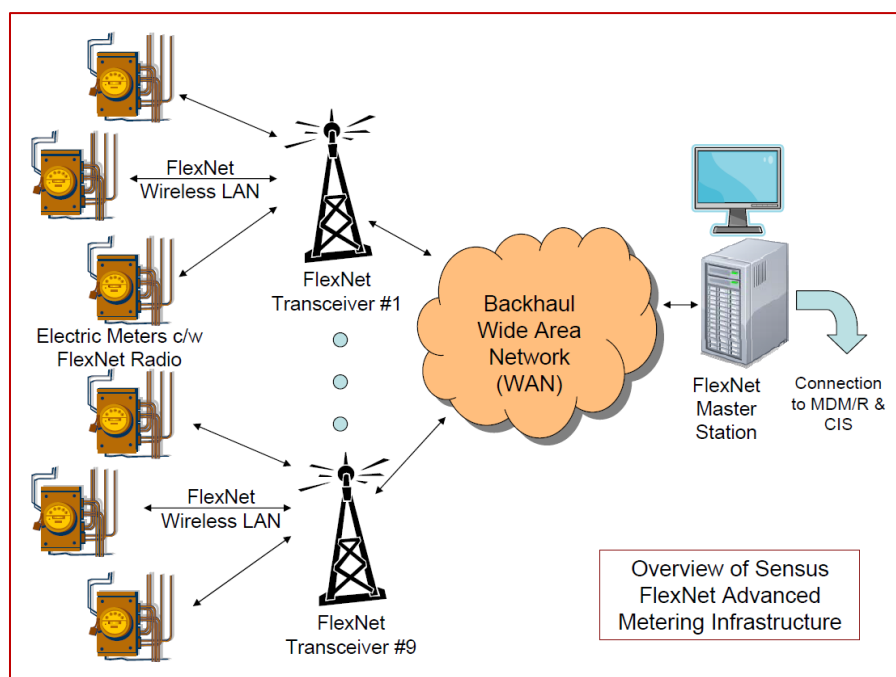 FlexNet
Wireless LAN
FlexNet
Transceiver #1
Electric Meters c/w
FlexNet Radio
Backhaul
Wide Area
Network
(WAN)
FlexNet
Master
Station
Connection
to MDM/R &
CIS
FlexNet
Wireless LAN
FlexNet
Transceiver #9
Overview of Sensus
FlexNet Advanced
Metering Infrastructure